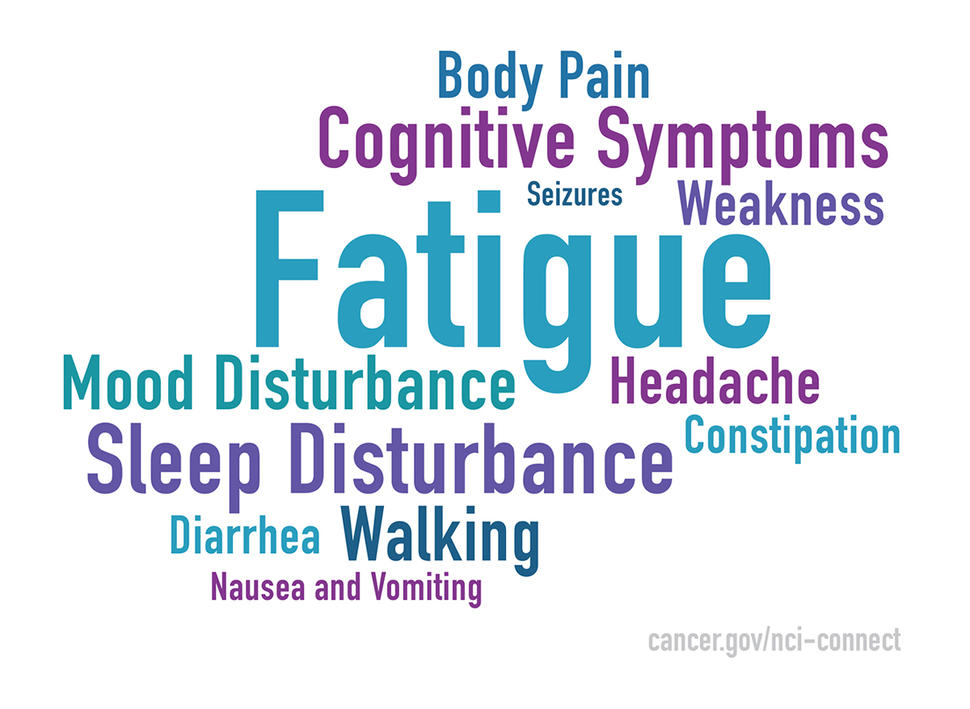 Body Pain
Cognitive Symptoms
Seizures
Weakness
Fatigue
Mood Disturbance
Headache
Constipation
Sleep Disturbance
Diarrhea
Walking
Nausea and Vomiting
cancer.gov/nci-connect